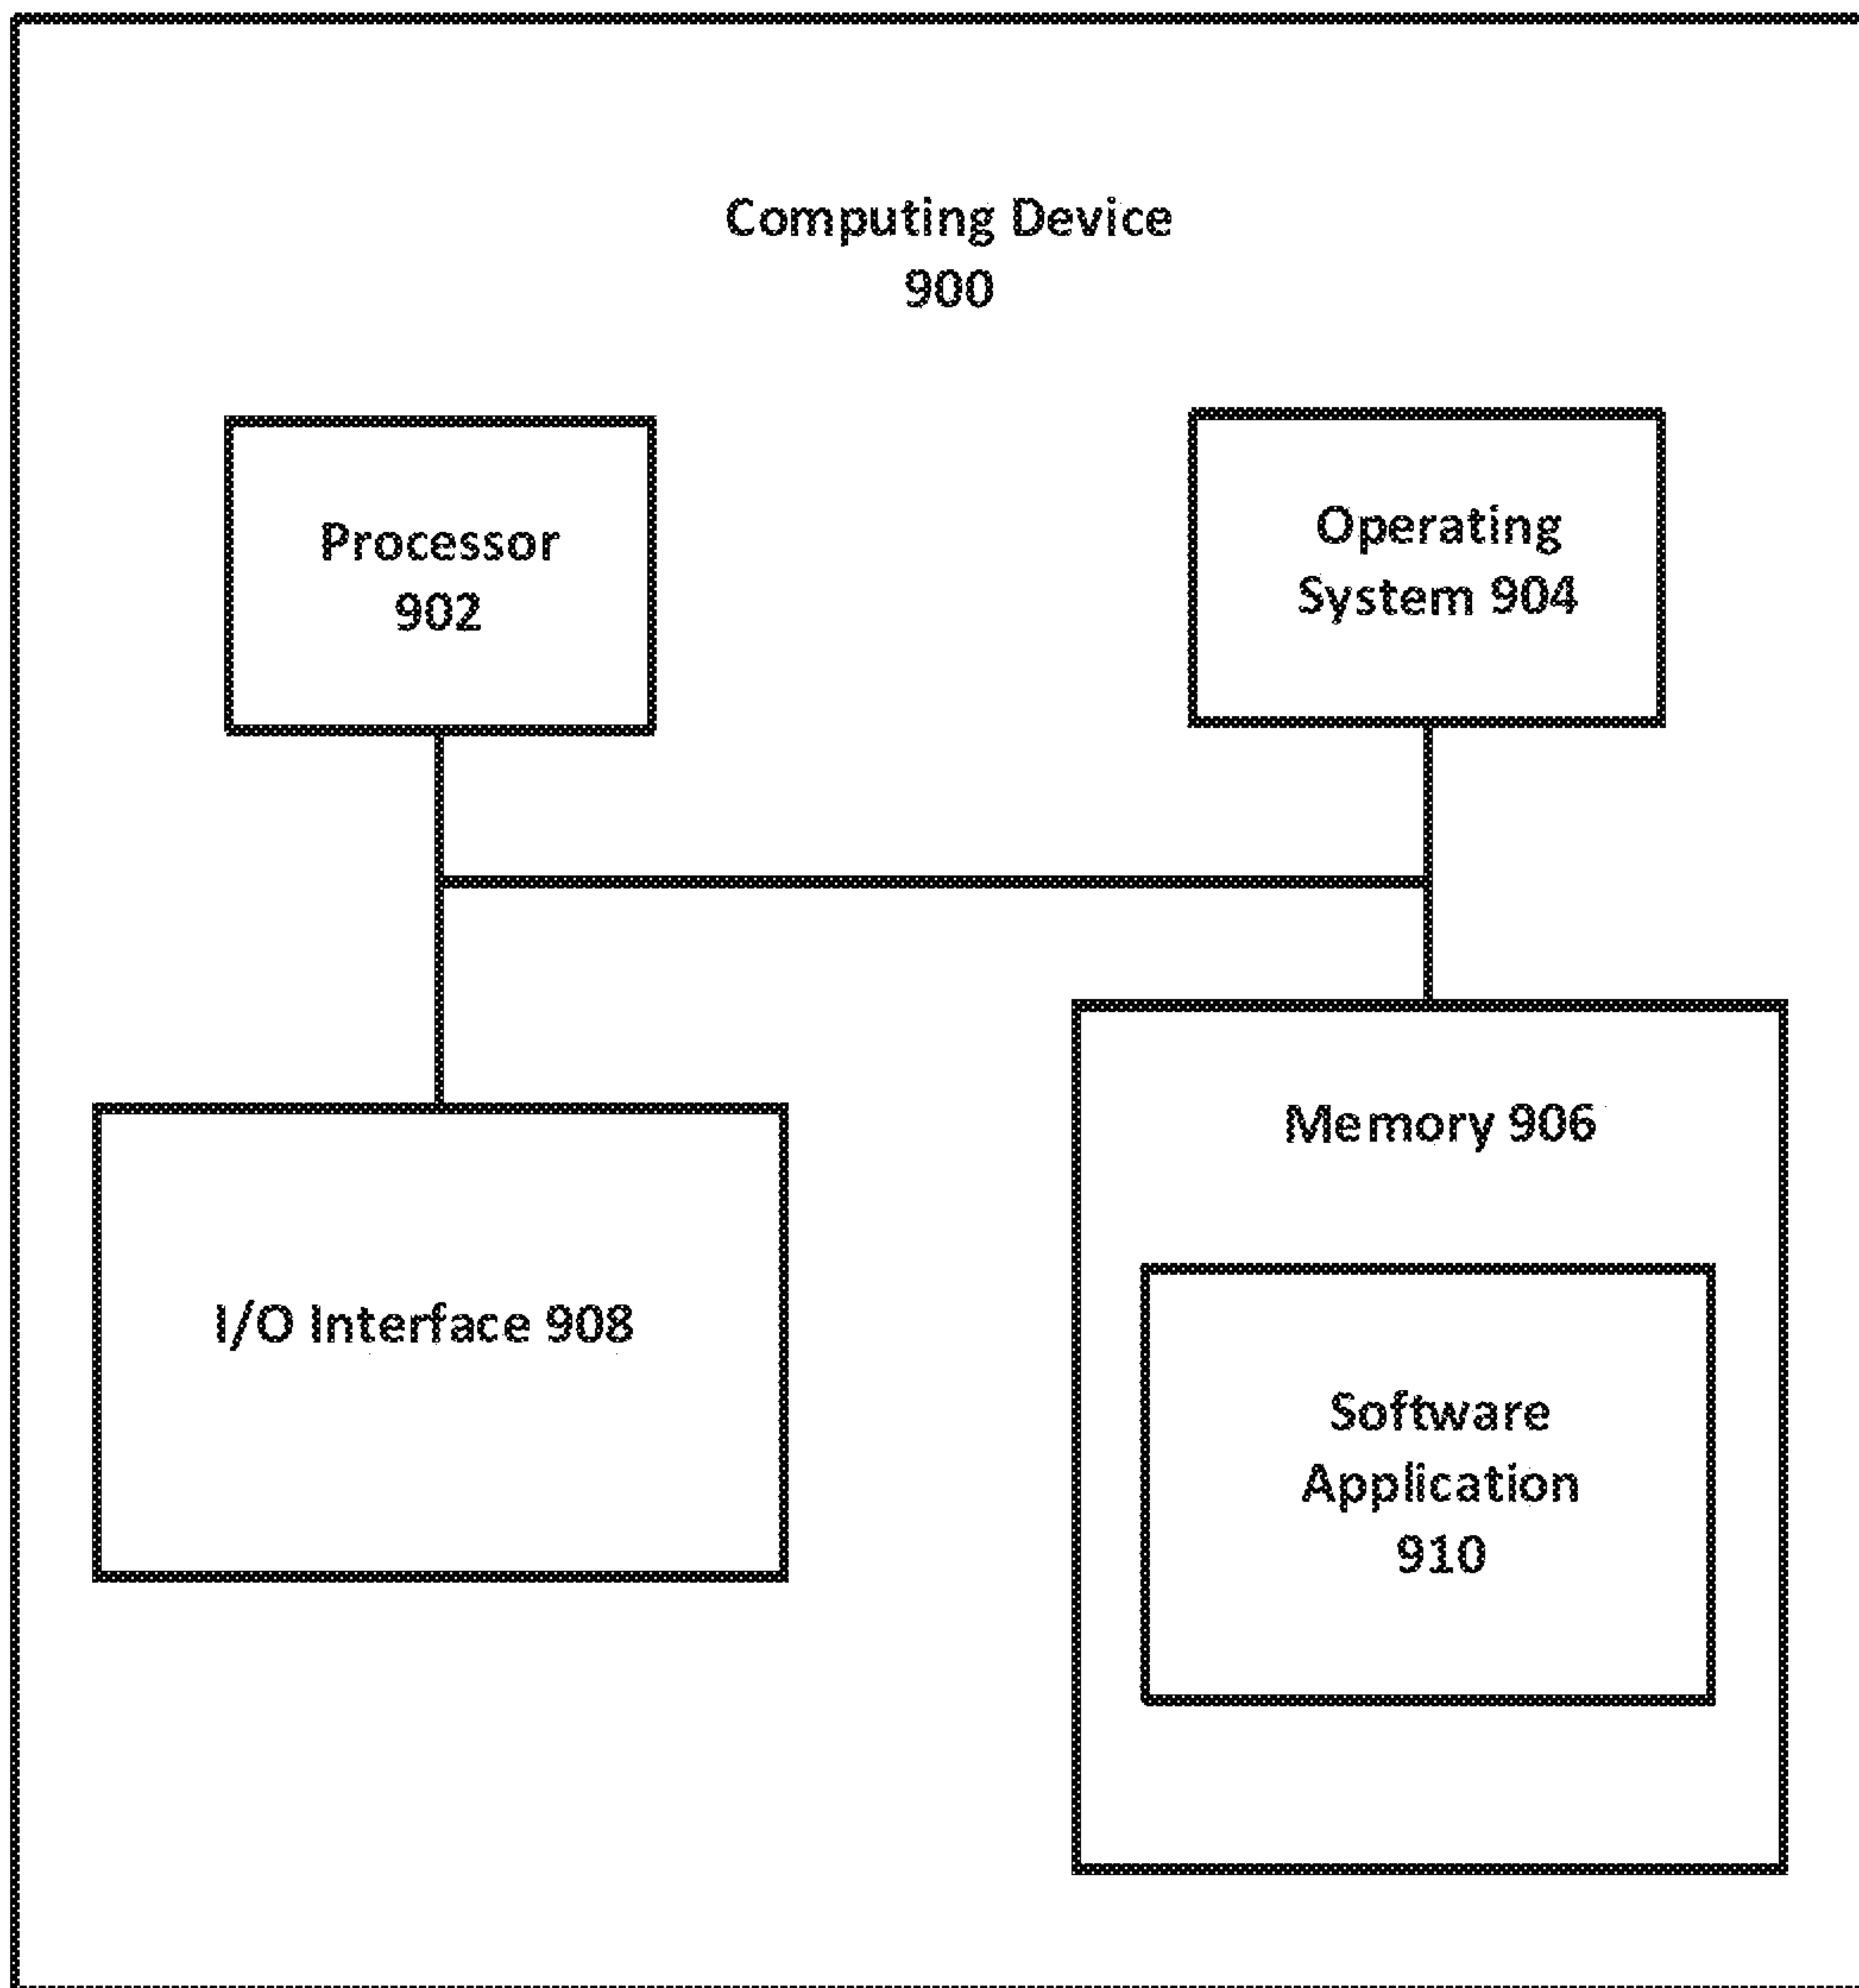 Computing Device
900
Processor
902
Operating
System 904
Memory 906
I/O Interface 908
Software
Application
910